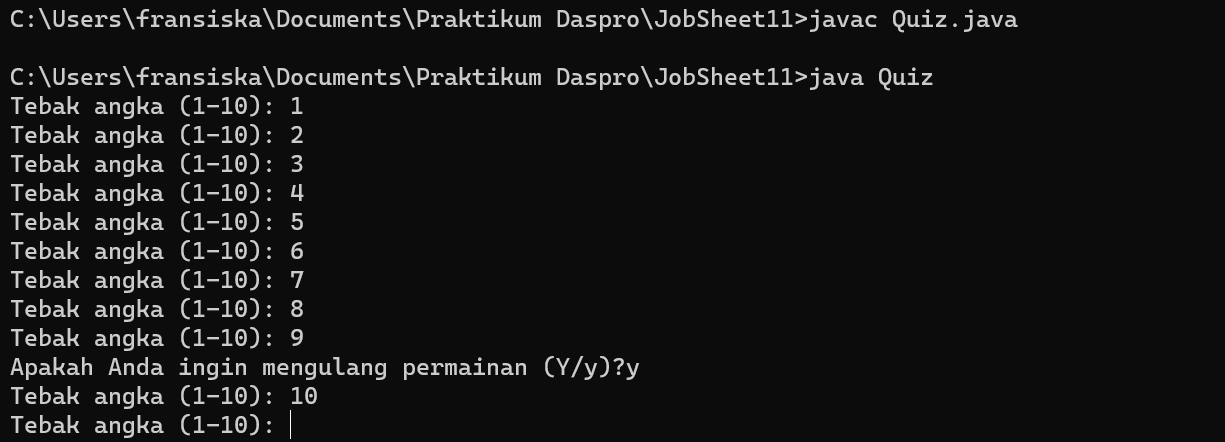 C:\Users\fransiska\Documents\Praktikum Daspro\JobSheet11>javac Quiz.java
C:\Users\fransiska\Documents\Praktikum Daspro\JobSheet11>java Quiz
Tebak angka (1-10): 1
Tebak angka (1-10): 2
Tebak angka (1-10): 3
Tebak angka (1-10): 4
Tebak angka (1-10): 5
Tebak angka (1-10): 6
Tebak angka (1-10): 7
Tebak angka (1-10): 8
Tebak angka (1-10): 9
Apakah Anda ingin mengulang permainan (Y/y)?y
Tebak angka (1-10): 10
Tebak angka (1-10):